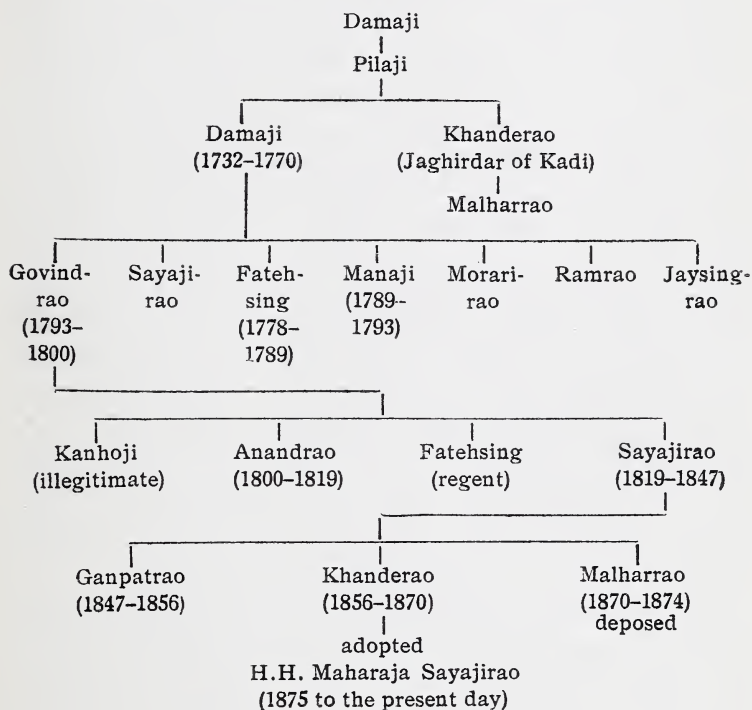 Damaji
Pilaji
Damaji Khanderao
(1732–1770) (Jaghirdar of Kadi)
Malharrao
Govind- Sayaji- Fateh- Manaji Morari- Ramrao Jaysing-
rao rao sing (1789– rao rao
(1793– (1778– 1793)
1800) 1789)
Kanhoji Anandrao Fatehsing Sayajirao
(illegitimate) (1800–1819) (regent) (1819–1847)
Ganpatrao Khanderao Malharrao
(1847–1856) (1856–1870) (1870–1874)
deposed
adopted
H.H. Maharaja Sayajirao
(1875 to the present day)